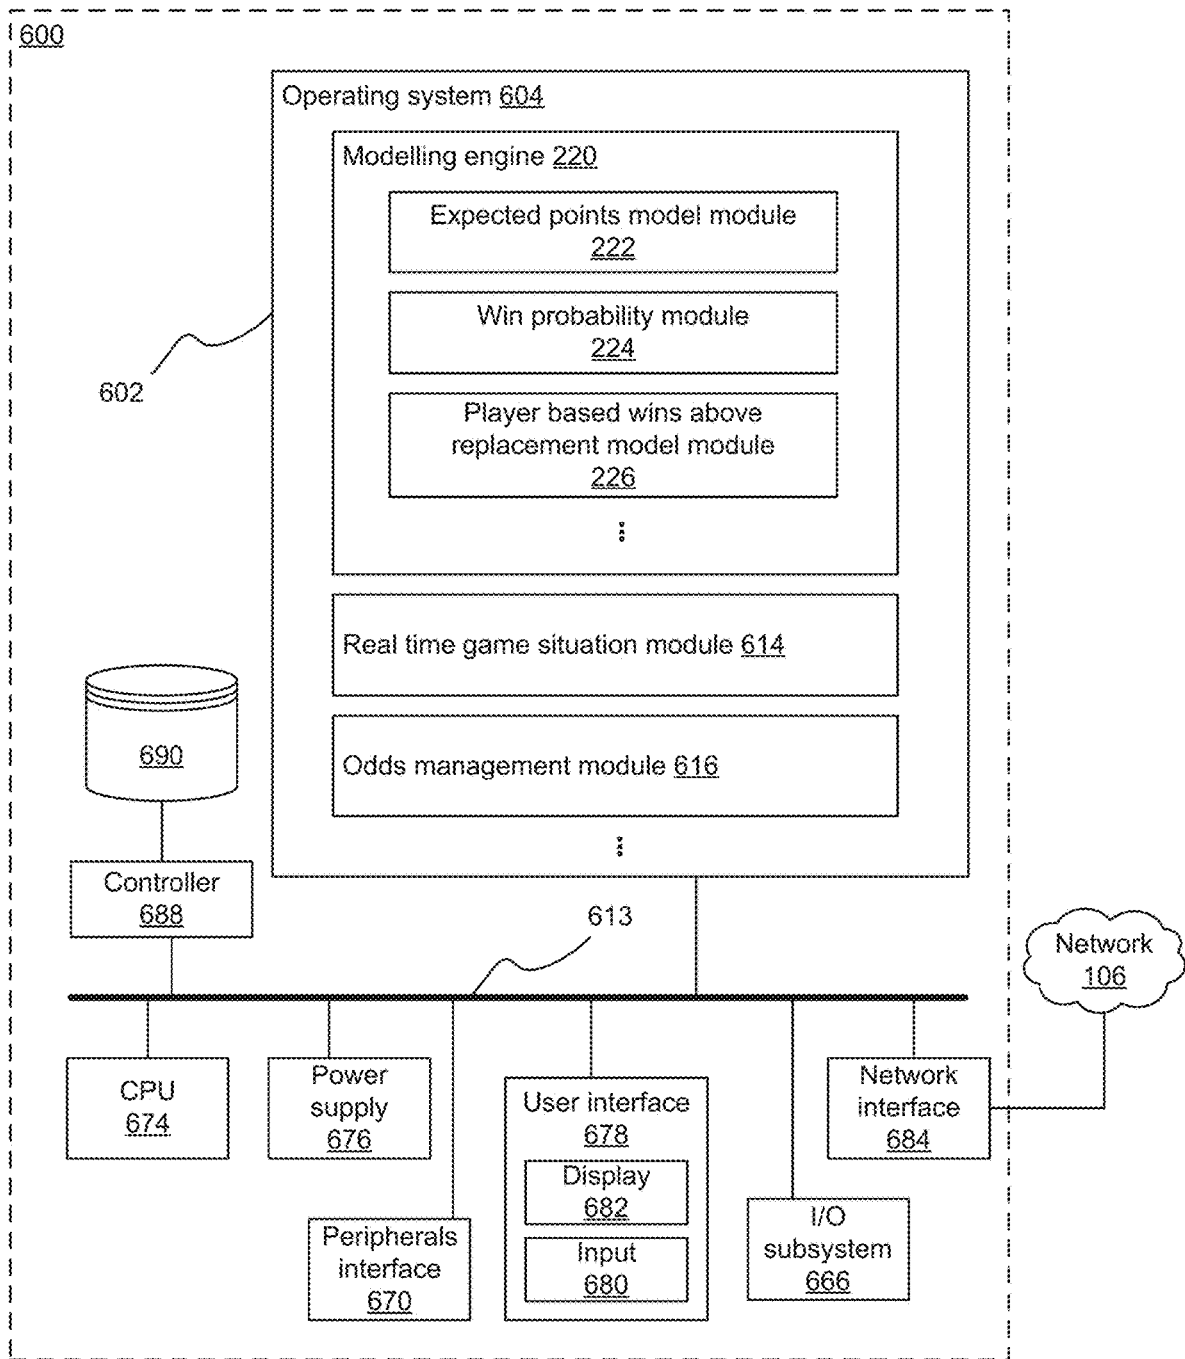 600
Operating system 604
Modelling engine 220
Expected points model module
222
Win probability module
224
Player based wins above
replacement model module
226
602
Real time game situation module 614
690
Odds management module 616
Controller
688
613
Network
106
CPU
674
Power
supply
676
User interface
678
Display
682
Input
680
Network
interface
684
Peripherals
interface
670
I/O
subsystem
666